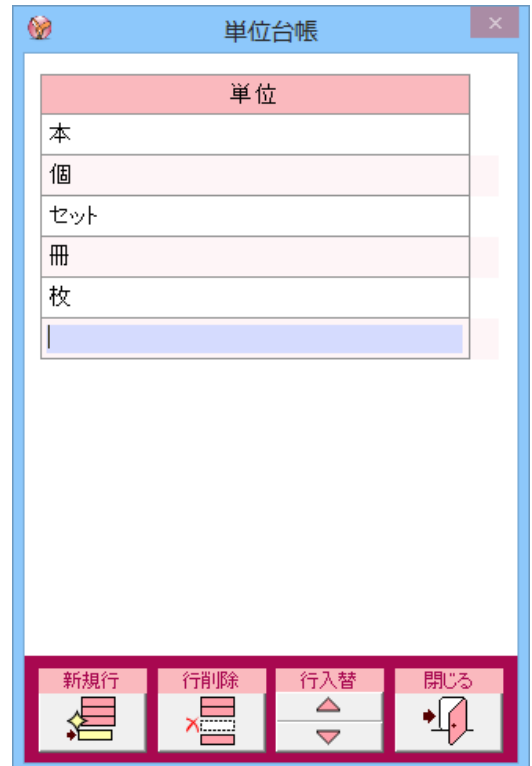 単位台帳
単位
本
個
セット
冊
枚
新規行 行削除 行入替 閉じる